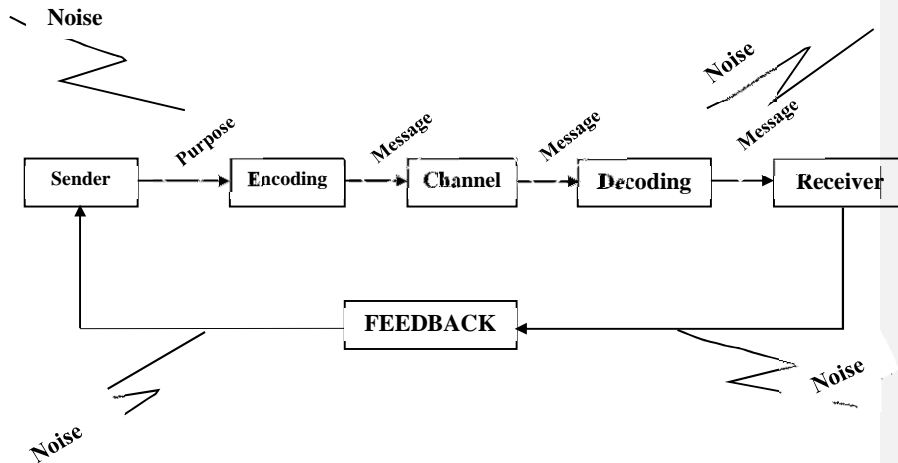 Noise
Noise
Purpose
Message
Message
Message
Sender
Encoding
Channel
Decoding
Receiver
FEEDBACK
Noise
Noise